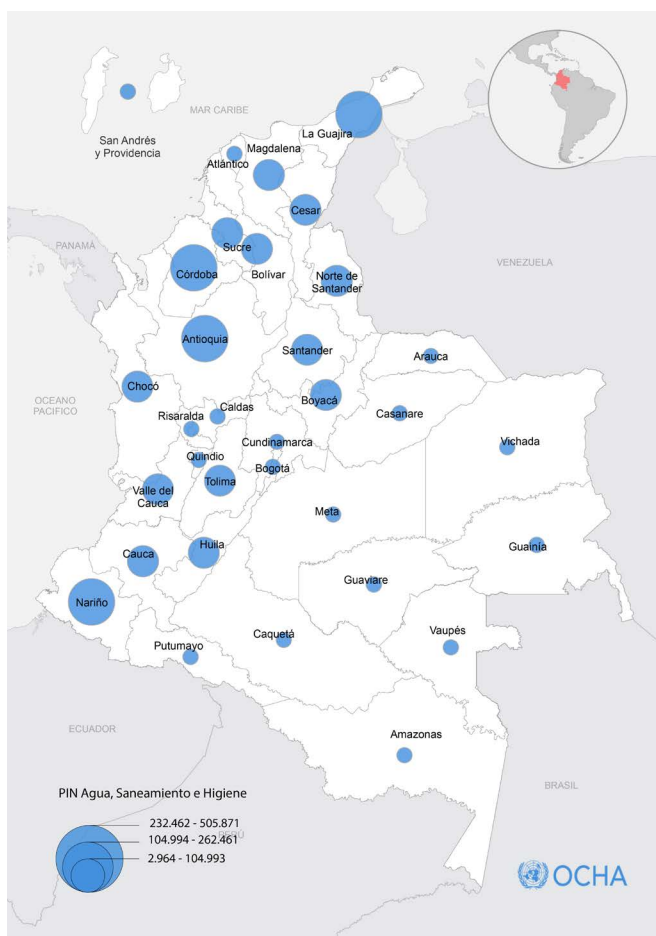 MAR CARIBE
San Andrés
y Providencia
La Guajira
Magdalena
Atlántico
Cesar
Sucre
PANAMÁ
Bolívar
Córdoba
Norte de
Santander
VENEZUELA
Antioquia
Santander
Arauca
Chocó
Boyacá
OCEANO
PACIFICO
Caldas
Risaralda
Casanare
Cundinamarca
Vichada
Quindio
Bogotá
Tolima
Valle del
Cauca
Meta
Huila
Guainía
Cauca
Guaviare
Nariño
Vaupés
Caquetá
Putumayo
ECUADOR
Amazonas
BRASIL
PIN Agua, Saneamiento e Higiene
232.462 - 505.871
104.994 - 262.461
PERÚ
2.964 - 104.993
OCHA